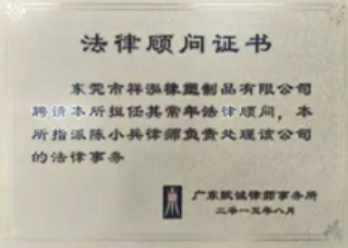 法律顾问证书
东莞市祥泓橡塑制品有限公司
聘请本所担任其常年法律顾问，本
所指派陈小兵律师负责处理该公司
的法律事务
广东赋诚律师事务所
二零一三年八月